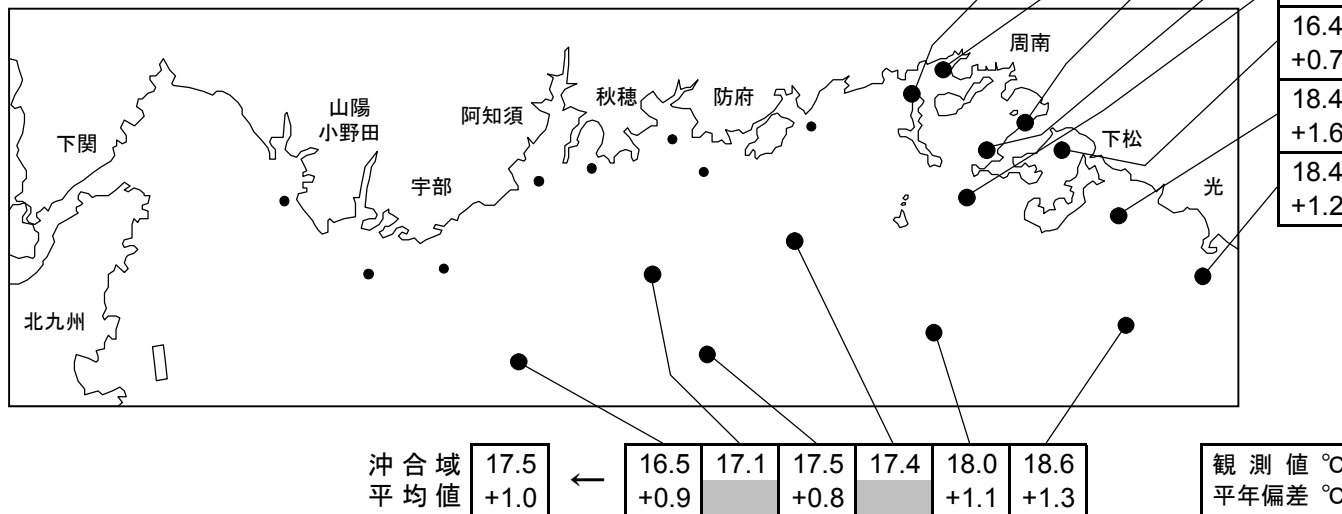 周南
16.4
+0.7
山陽
小野田
阿知須
秋穂
防府
下関
宇部
下松
18.4
+1.6
光
18.4
+1.2
北九州
沖合域 17.5 ← 16.5 17.1 17.5 17.4 18.0 18.6
平均値 +1.0 +0.9 +0.8 +1.1 +1.3
観測値 ℃
平年偏差 ℃